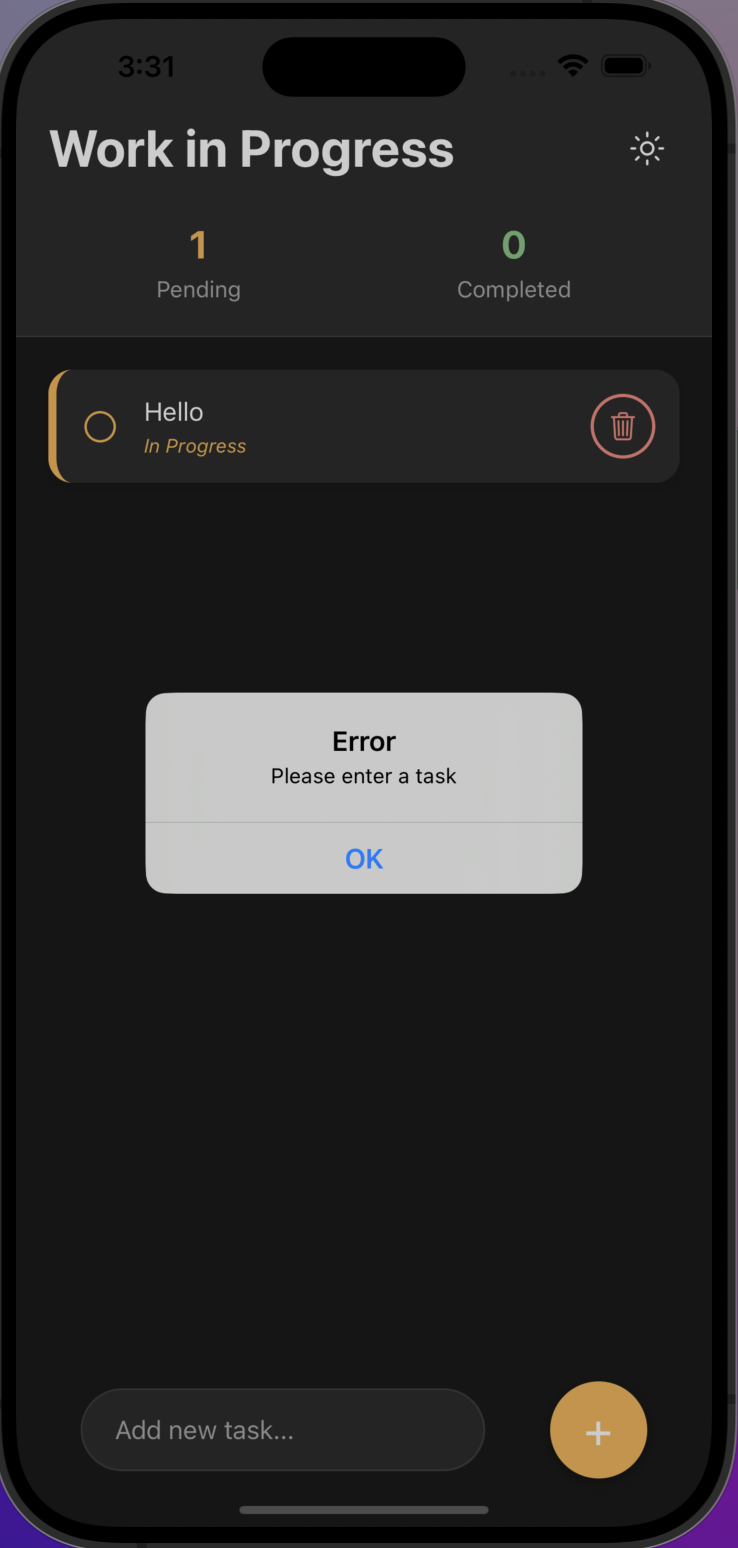 3:31
Work in Progress
1
Pending
0
Completed
Hello
In Progress
Error
Please enter a task
OK
Add new task...
+